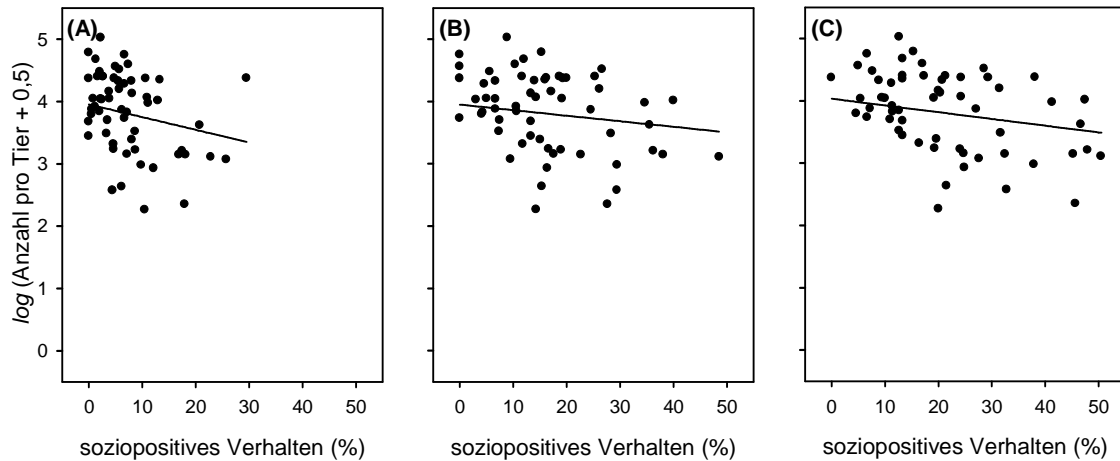 (A)
(B)
(C)
log (Anzahl pro Tier + 0,5)
5
4
3
2
1
0
0 10 20 30 40 50
0 10 20 30 40 50
0 10 20 30 40 50
soziopositives Verhalten (%)
soziopositives Verhalten (%)
soziopositives Verhalten (%)